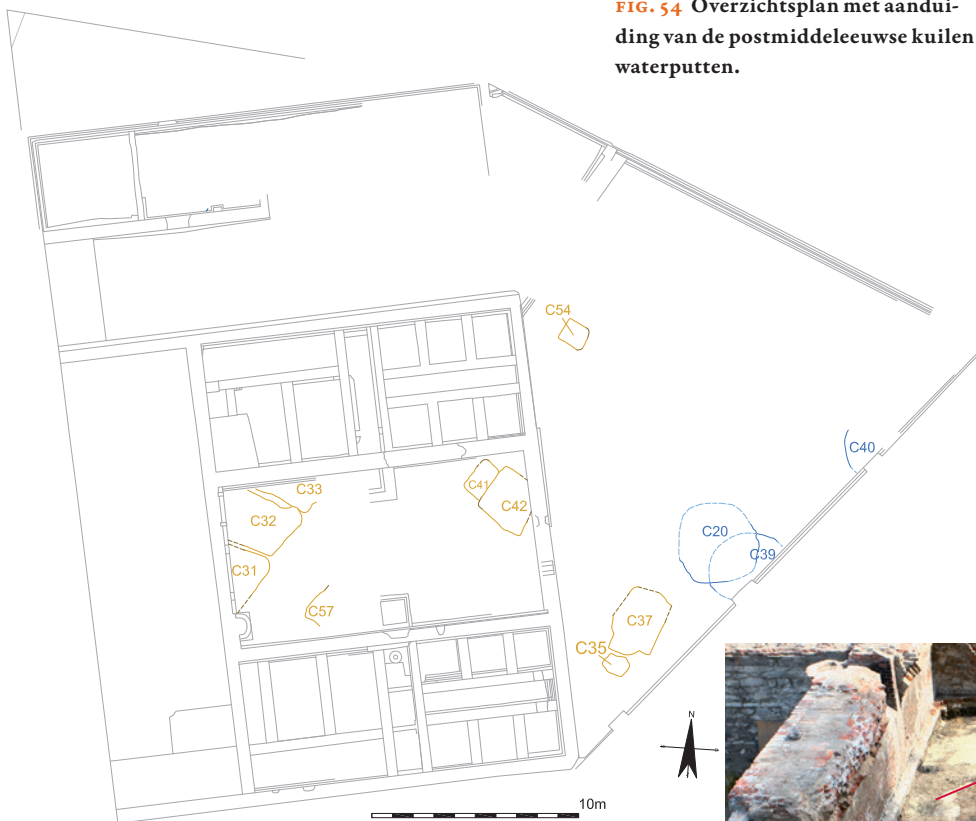 FIG. 54 Overzichtsplan met aandui-
ding van de postmiddeleeuwse kuilen
waterputten.
C54
C40
C33
C41
C32
C42
C20
C39
C31
C57
C37
C35
N
10m